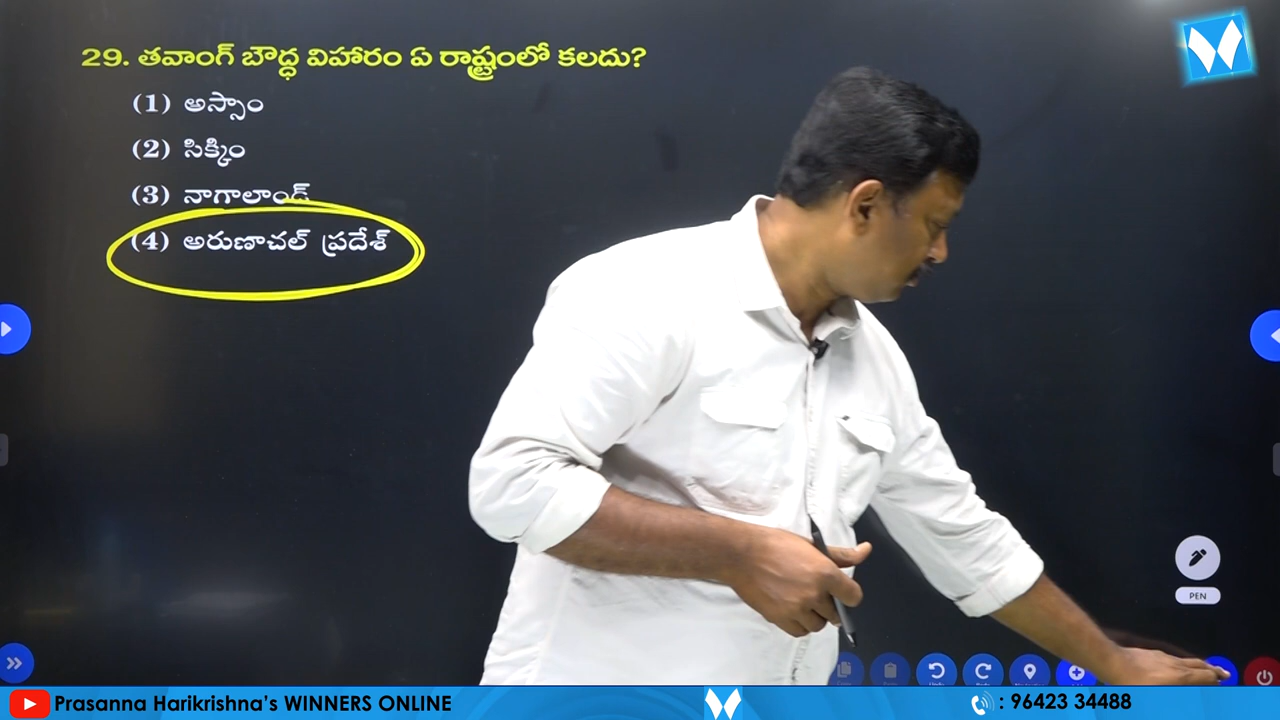 29. తవాంగ్ బౌద్ధ విహారం ఏ రాష్ట్రంలో కలదు?
(1) అస్సాం
(2) సిక్కిం
(3) నాగాలాండ్
(4) అరుణాచల్ ప్రదేశ్
PEN
Prasanna Harikrishna's WINNERS ONLINE
: 96423 34488